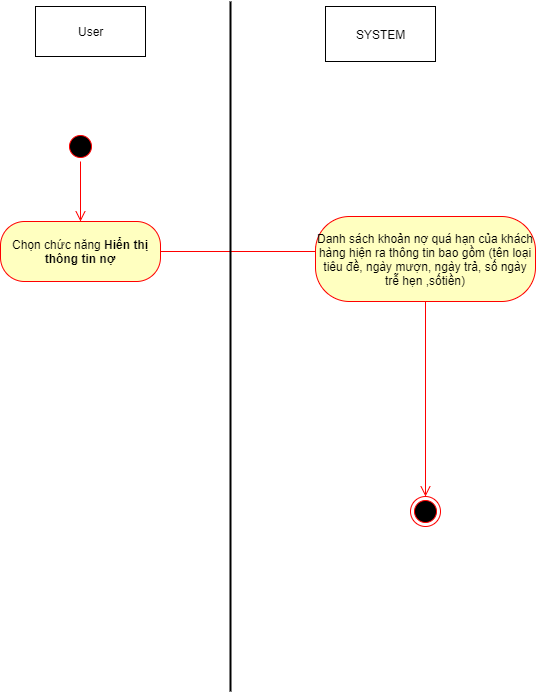 User
SYSTEM
Chọn chức năng Hiển thị
thông tin nợ
Danh sách khoản nợ quá hạn của khách
hàng hiện ra thông tin bao gồm (tên loại
tiêu đề, ngày mượn, ngày trả, số ngày
trễ hẹn ,sốtiền)